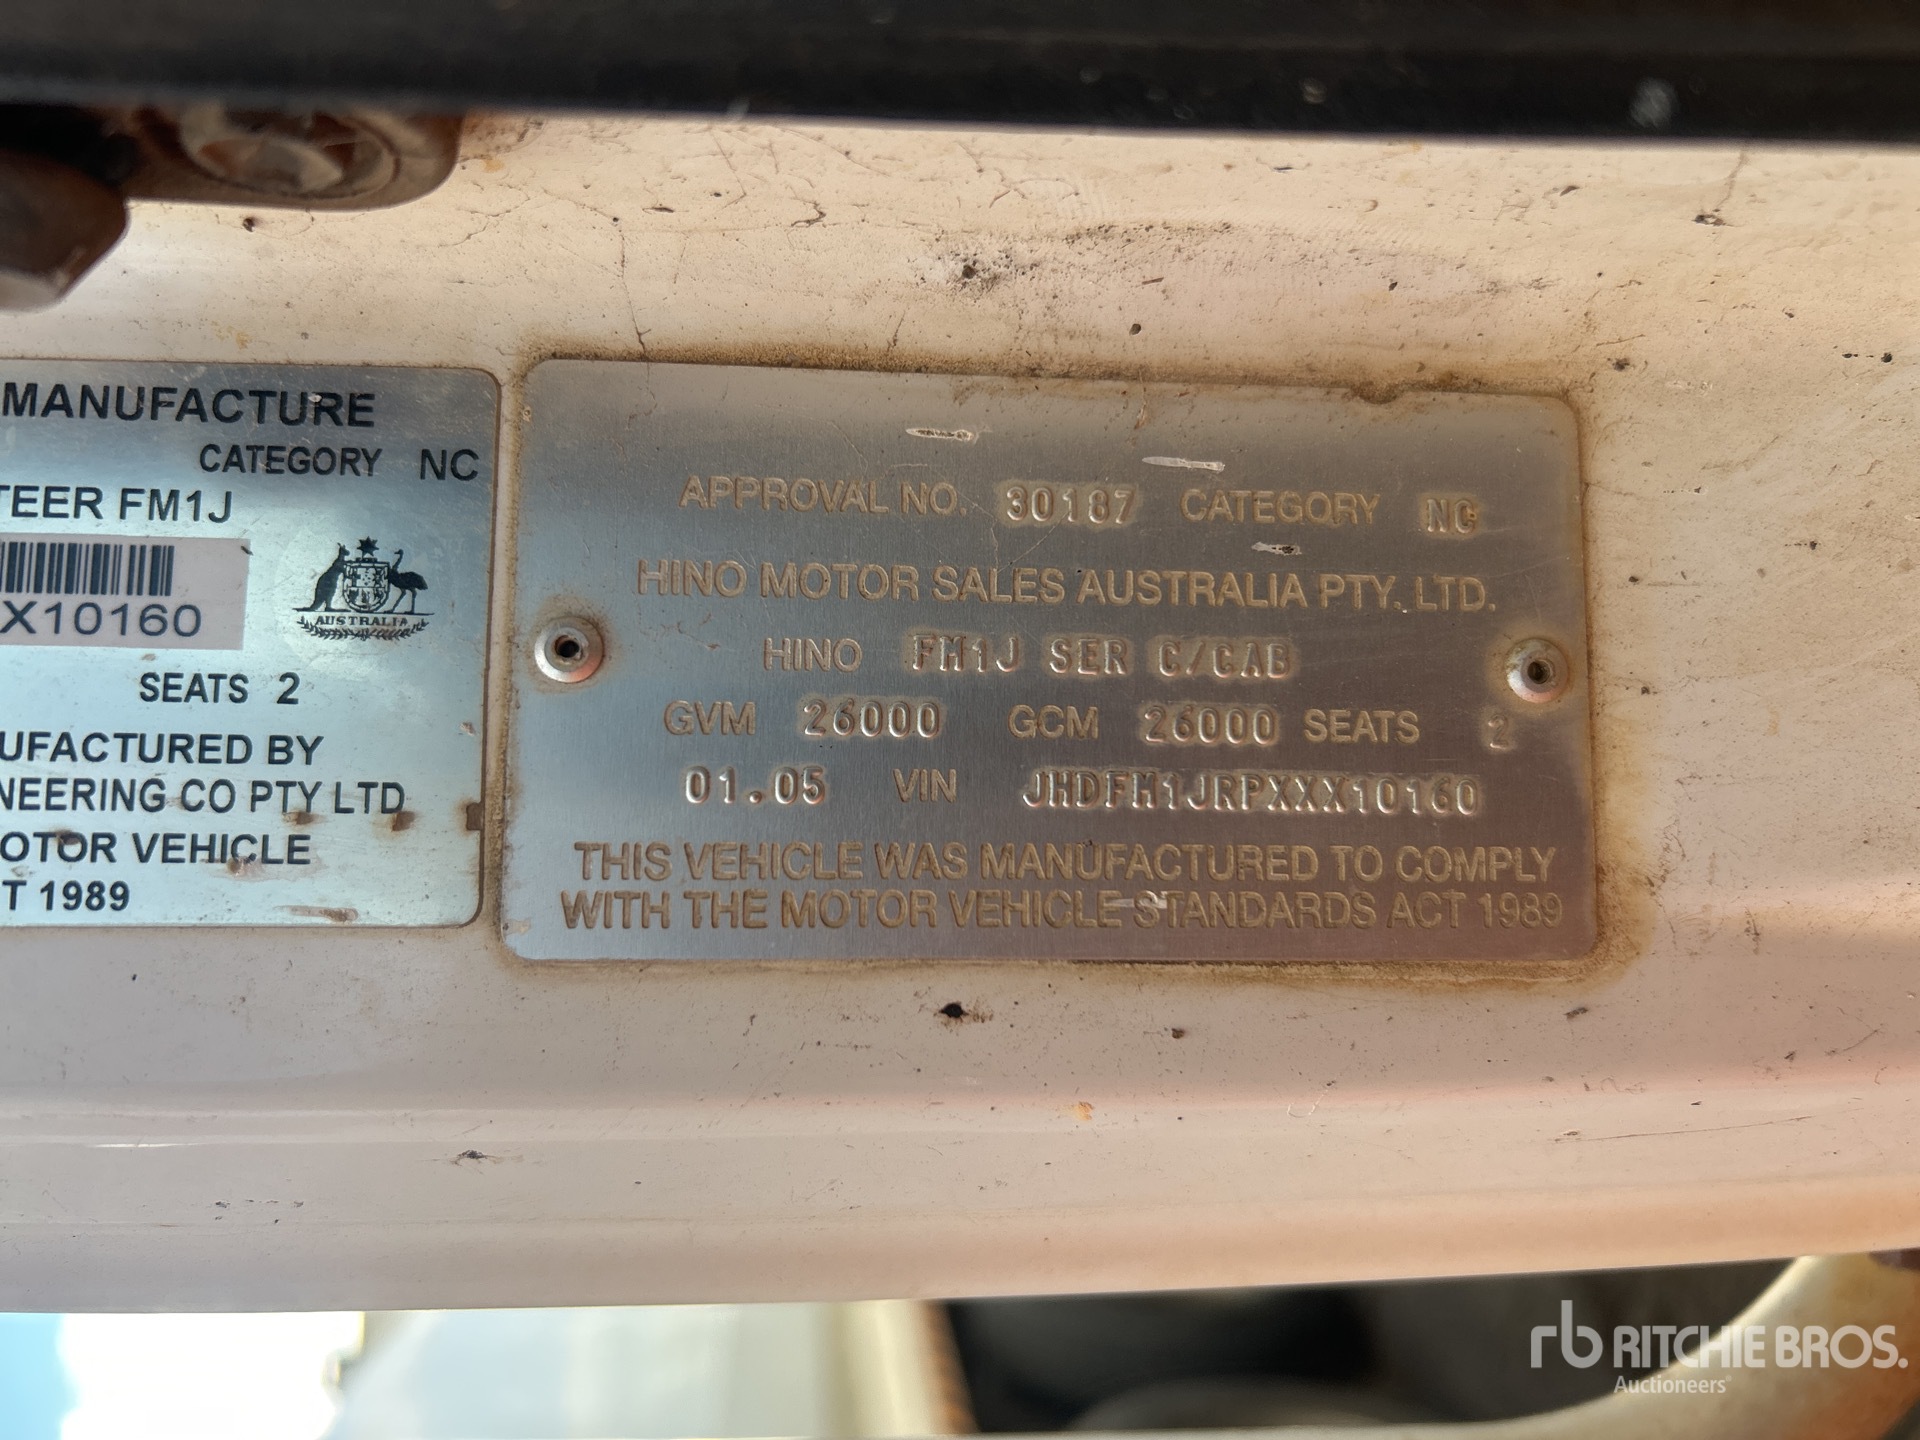 MANUFACTURE
CATEGORY NC
TEER FM1J
X10160
AUSTRALIA
SEATS 2
UFACTURED BY
NEERING CO PTY LTD
OTOR VEHICLE
T 1989
APPROVAL NO. 30187 CATEGORY NC
HINO MOTOR SALES AUSTRALIA PTY. LTD.
HINO FM1J SER C/CAB
GVM 26000 GCM 26000 SEATS 2
01.05 VIN JHDFM1JRPXXX10160
THIS VEHICLE WAS MANUFACTURED TO COMPLY
WITH THE MOTOR VEHICLE STANDARDS ACT 1989
rb RITCHIE BROS.
Auctioneers